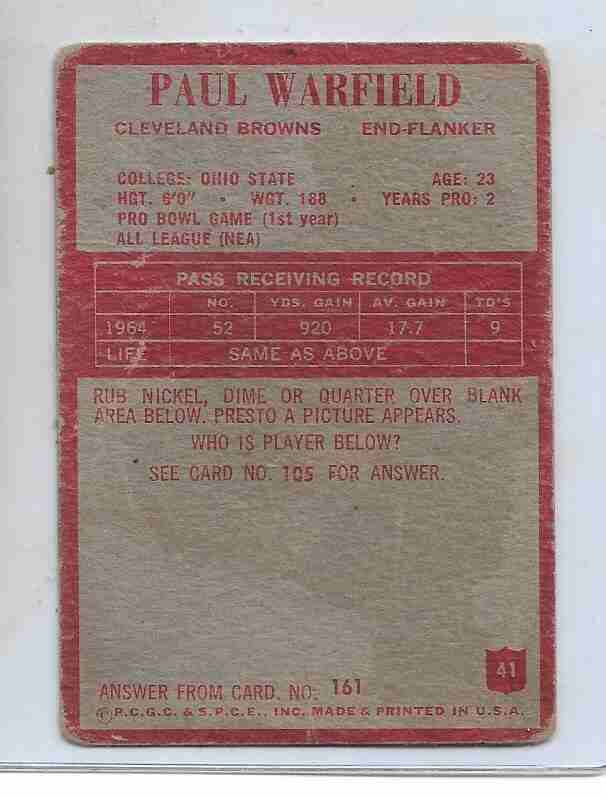 PAUL WARFIELD
CLEVELAND BROWNS END-FLANKER
COLLEGE: OHIO STATE AGE: 23
HGT. 6'0" • WGT. 188 • YEARS PRO: 2
PRO BOWL GAME (1st year)
ALL LEAGUE (NEA)
PASS RECEIVING RECORD
NO. YDS. GAIN AV. GAIN TD'S
1964 52 920 17.7 9
LIFE SAME AS ABOVE
RUB NICKEL, DIME OR QUARTER OVER BLANK
AREA BELOW. PRESTO A PICTURE APPEARS.
WHO IS PLAYER BELOW?
SEE CARD NO. 105 FOR ANSWER.
41
ANSWER FROM CARD. NO: 161
©P.C.G.C. & S.P.C.E., INC. MADE & PRINTED IN U.S.A.